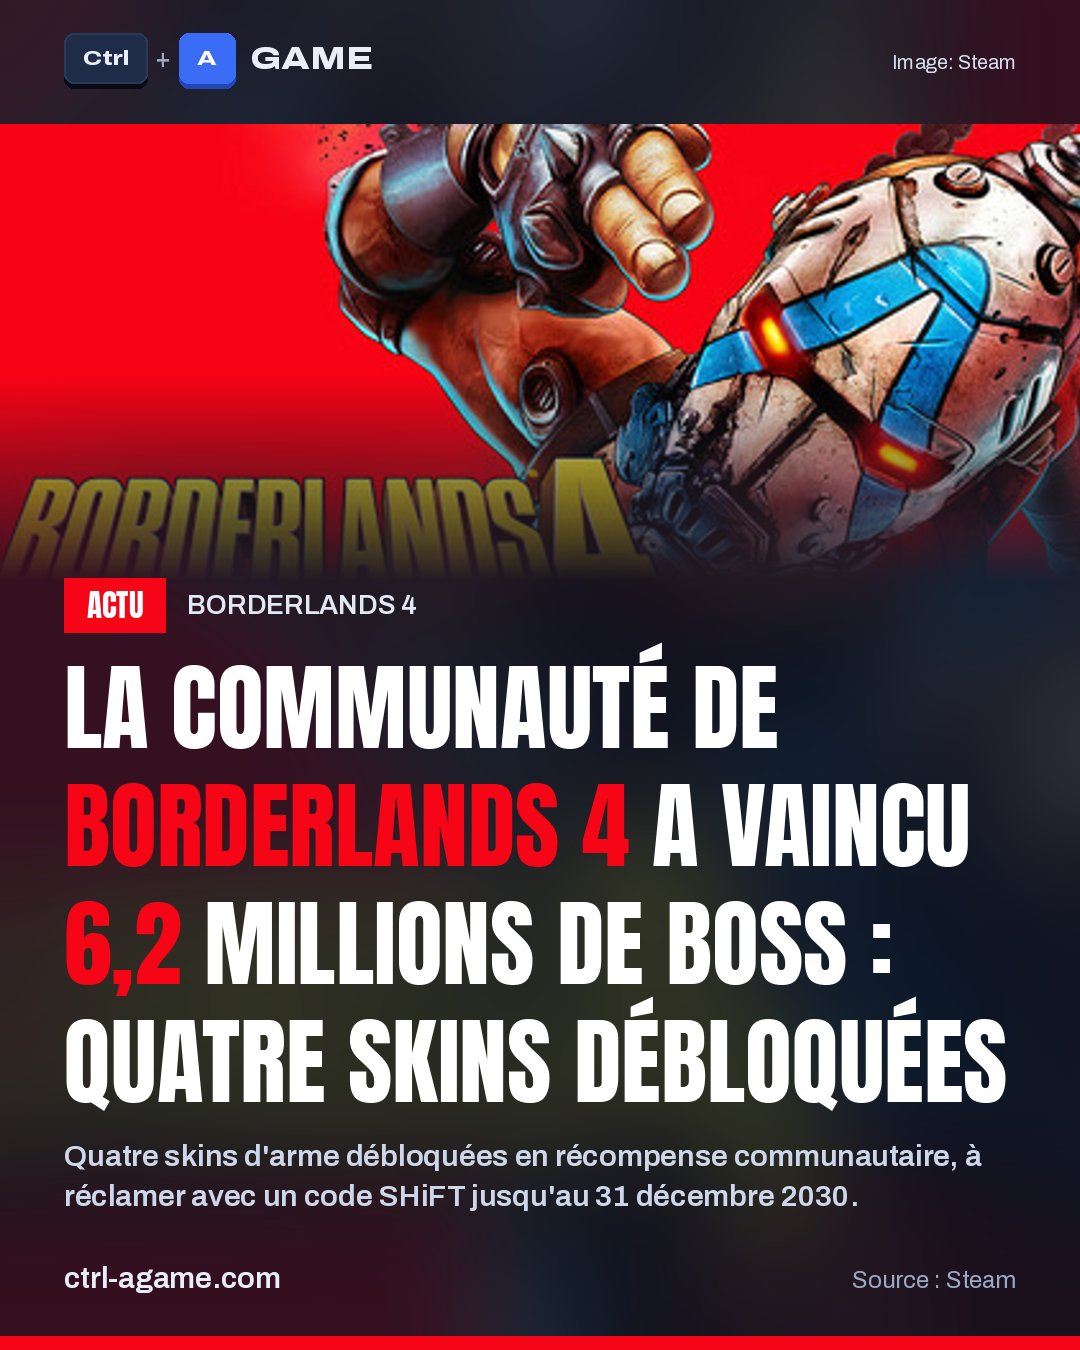 Ctrl + A GAME
Image: Steam
BORDERLANDS 4
ACTU
BORDERLANDS 4
LA COMMUNAUTÉ DE
BORDERLANDS 4 A VAINCU
6,2 MILLIONS DE BOSS :
QUATRE SKINS DÉBLOQUÉES
Quatre skins d'arme débloquées en récompense communautaire, à
réclamer avec un code SHiFT jusqu'au 31 décembre 2030.
ctrl-agame.com
Source : Steam